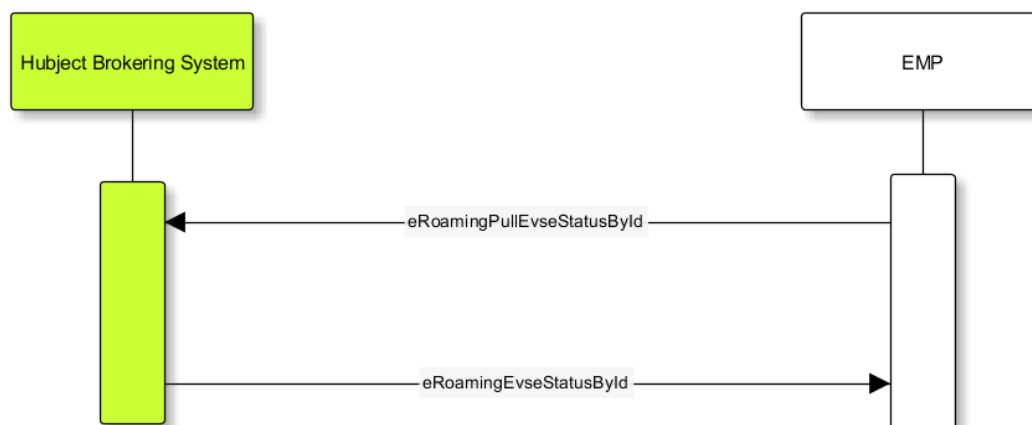 Hubject Brokering System
EMP
eRoamingPullEvseStatusById
eRoamingEvseStatusById